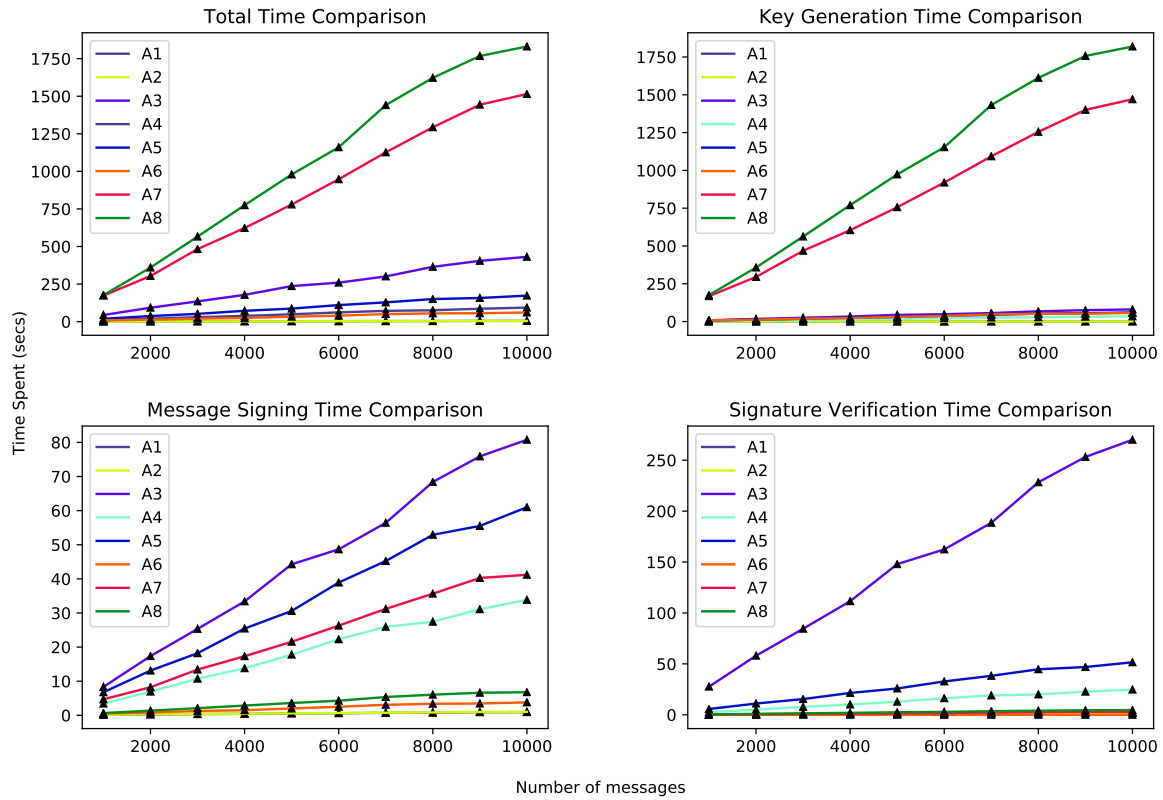 Total Time Comparison
1750
1500
1250
1000
750
500
250
0
A1
A2
A3
A4
A5
A6
A7
A8
2000 4000 6000 8000 10000
Key Generation Time Comparison
1750
1500
1250
1000
750
500
250
0
A1
A2
A3
A4
A5
A6
A7
A8
2000 4000 6000 8000 10000
Time Spent (secs)
Message Signing Time Comparison
80
70
60
50
40
30
20
10
0
A1
A2
A3
A4
A5
A6
A7
A8
2000 4000 6000 8000 10000
Signature Verification Time Comparison
250
200
150
100
50
0
A1
A2
A3
A4
A5
A6
A7
A8
2000 4000 6000 8000 10000
Number of messages